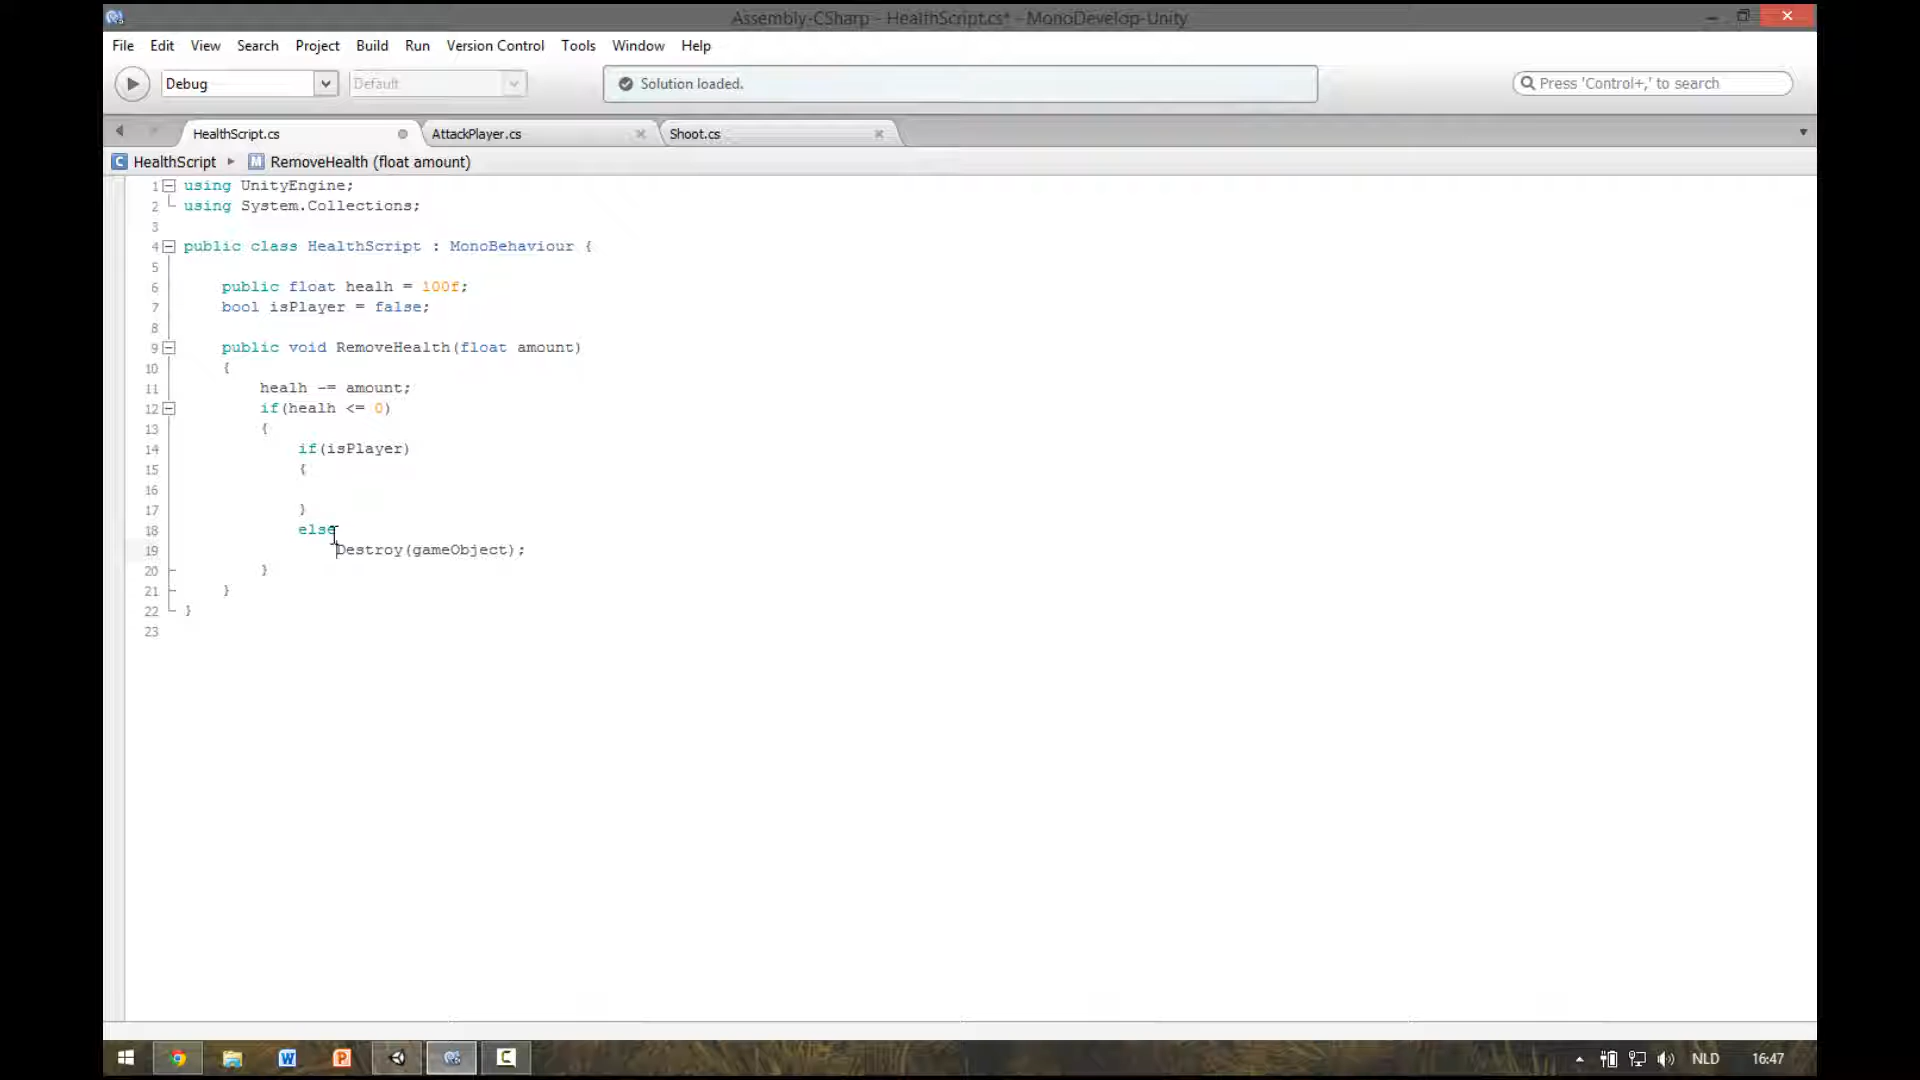 Assembly-CSharp - HealthScript.cs* - MonoDevelop-Unity
File Edit View Search Project Build Run Version Control Tools Window Help
Debug Default Solution loaded. Press 'Control+,' to search
HealthScript.cs AttackPlayer.cs Shoot.cs
C HealthScript M RemoveHealth (float amount)
1 using UnityEngine;
2 using System.Collections;
3
4 public class HealthScript : MonoBehaviour {
5
6 public float healh = 100f;
7 bool isPlayer = false;
8
9 public void RemoveHealth(float amount)
10 {
11 healh -= amount;
12 if(healh <= 0)
13 {
14 if(isPlayer)
15 {
16
17 }
18 else
19 Destroy(gameObject);
20 }
21 }
22 }
23
NLD 16:47